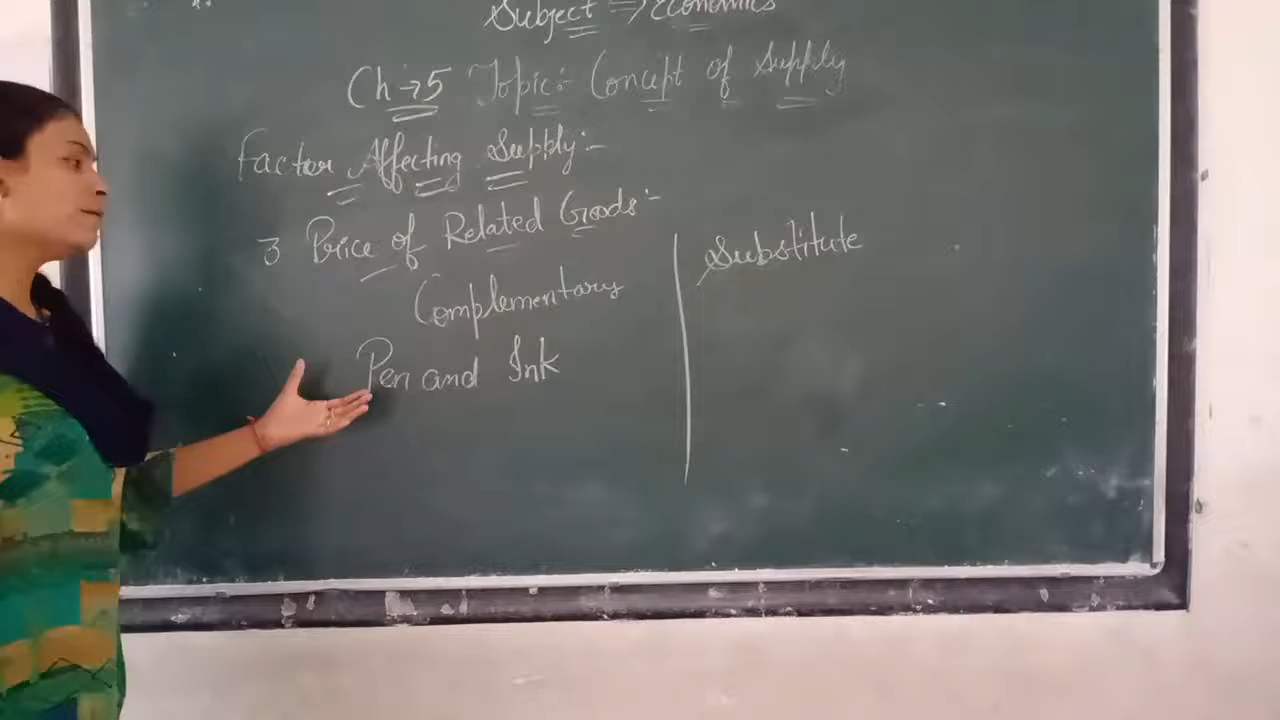 Subject ⇒ Economics
Ch → 5 Topic:- Concept of Supply
Factor Affecting Supply:-
3 Price of Related Goods:-
Complementary
Substitute
Pen and Ink